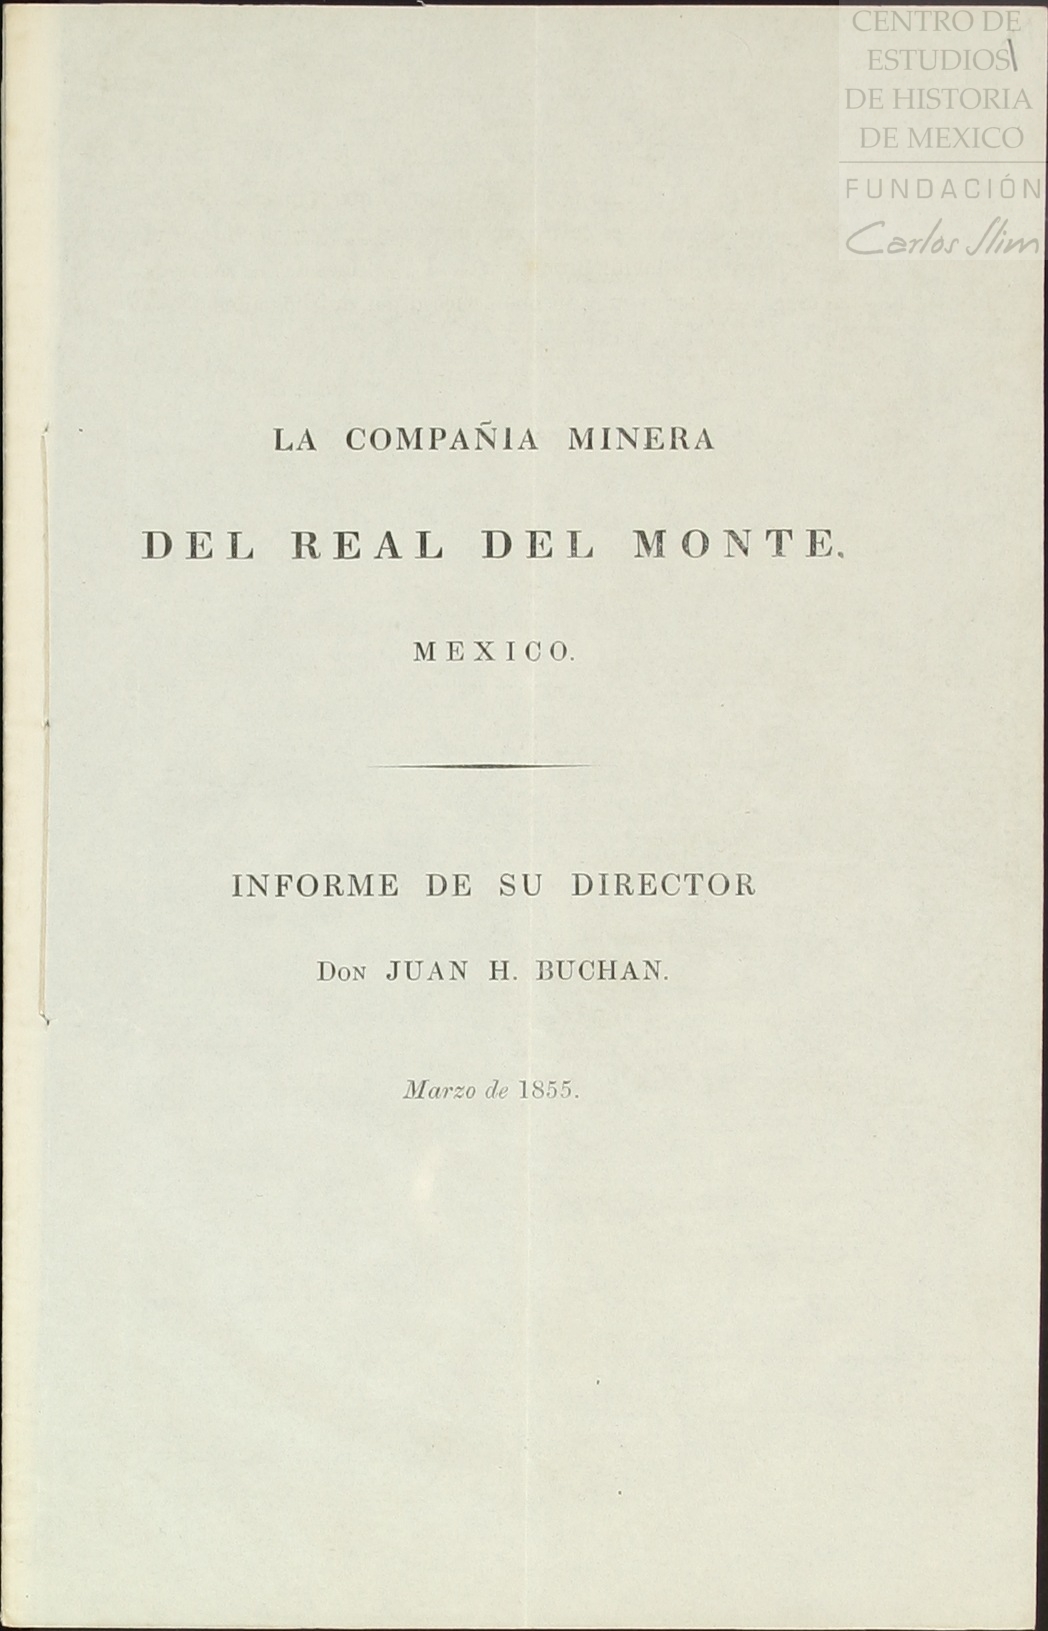 CENTRO DE
ESTUDIOS
DE HISTORIA
DE MEXICO
FUNDACIÓN
Carlos Slim
LA COMPAÑIA MINERA
DEL REAL DEL MONTE.
MEXICO.
INFORME DE SU DIRECTOR
DON JUAN H. BUCHAN.
Marzo de 1855.